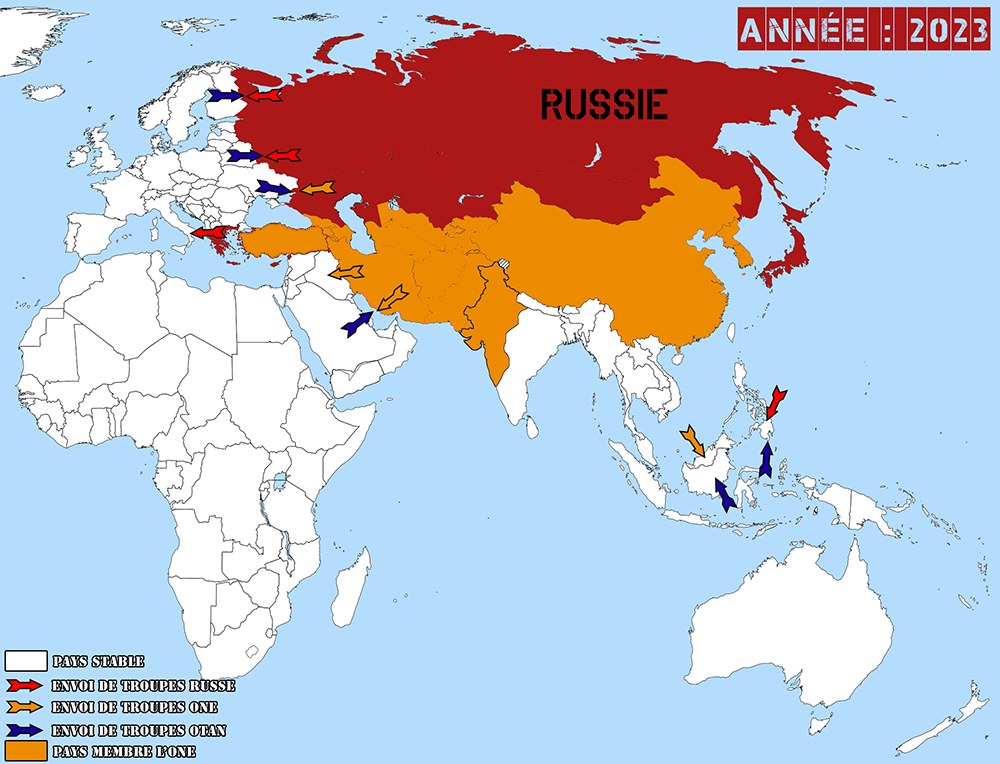 ANNÉE : 2023
RUSSIE
PAYS STABLE
ENVOI DE TROUPES RUSSE
ENVOI DE TROUPES ONE
ENVOI DE TROUPES OTAN
PAYS MEMBRE L'ONE